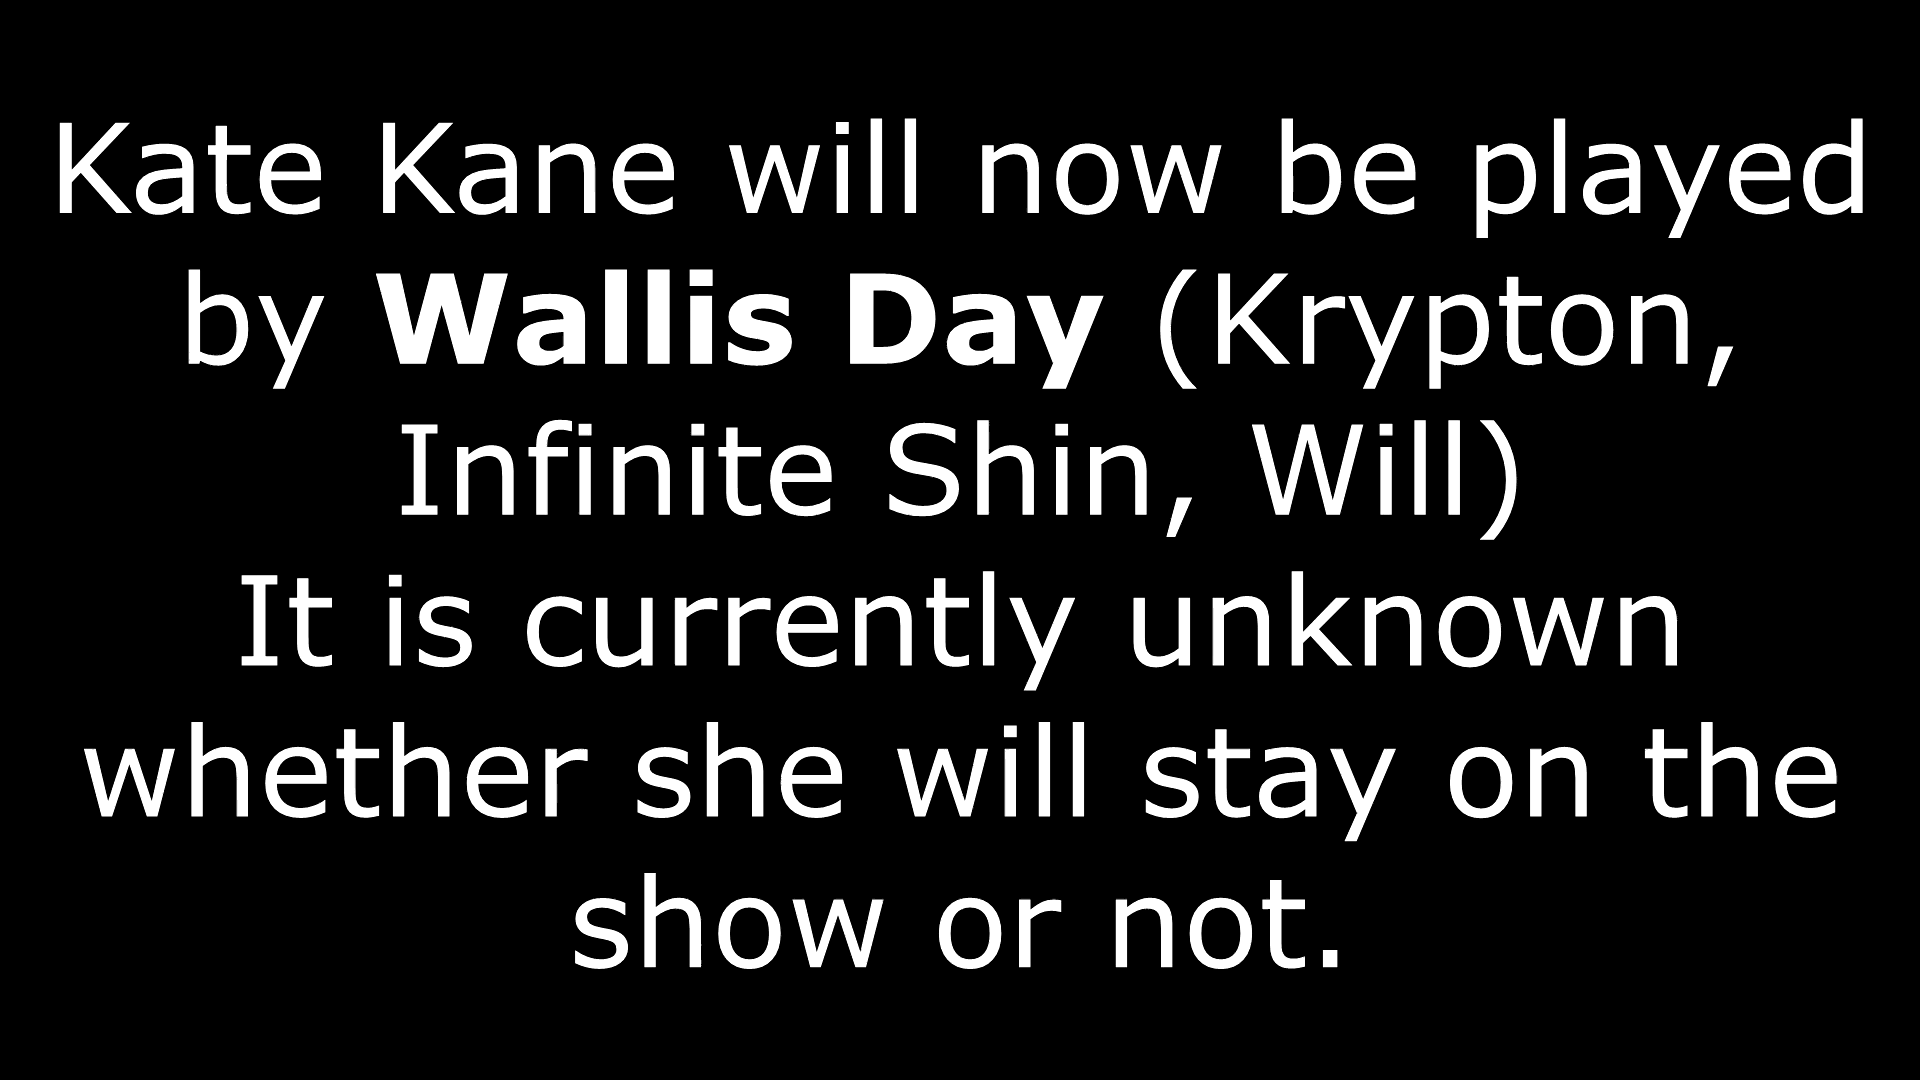 Kate Kane will now be played
by Wallis Day (Krypton,
Infinite Shin, Will)
It is currently unknown
whether she will stay on the
show or not.